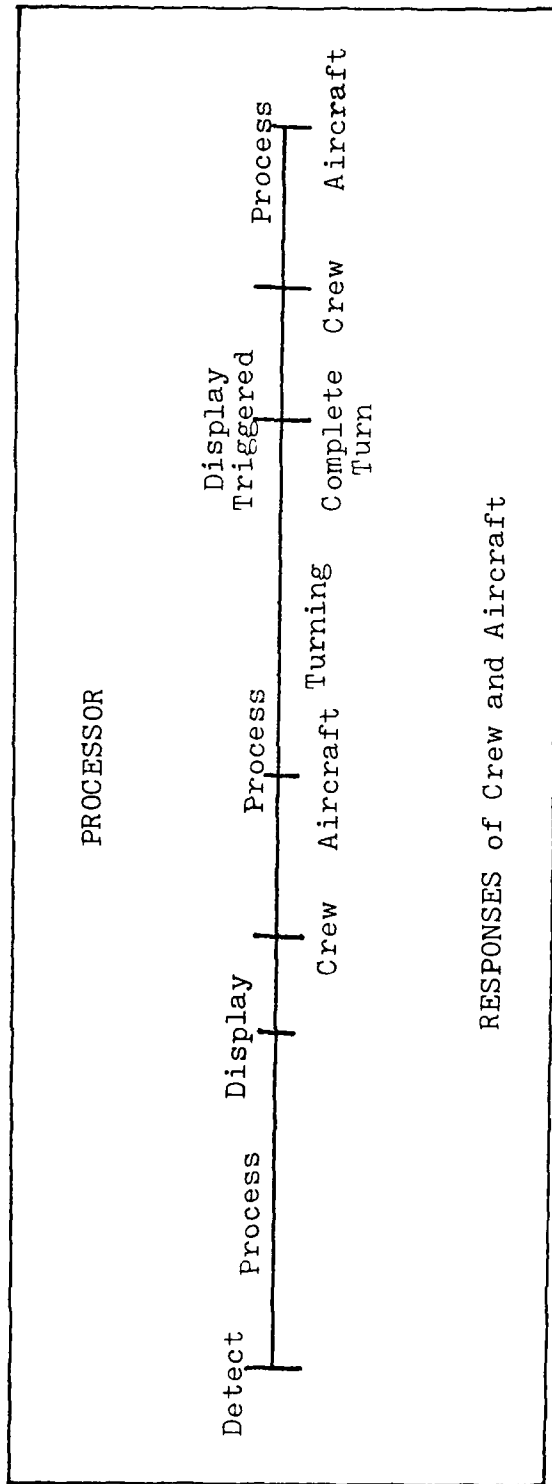 PROCESSOR
Display
Detect Process Display Process Triggered Process
Crew Aircraft Turning Complete Crew Aircraft
Turn
RESPONSES of Crew and Aircraft